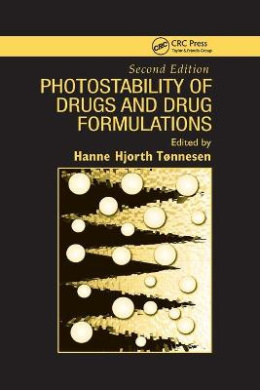 CRC Press
Taylor & Francis Group
Second Edition
PHOTOSTABILITY OF
DRUGS AND DRUG
FORMULATIONS
Edited by
Hanne Hjorth Tønnesen